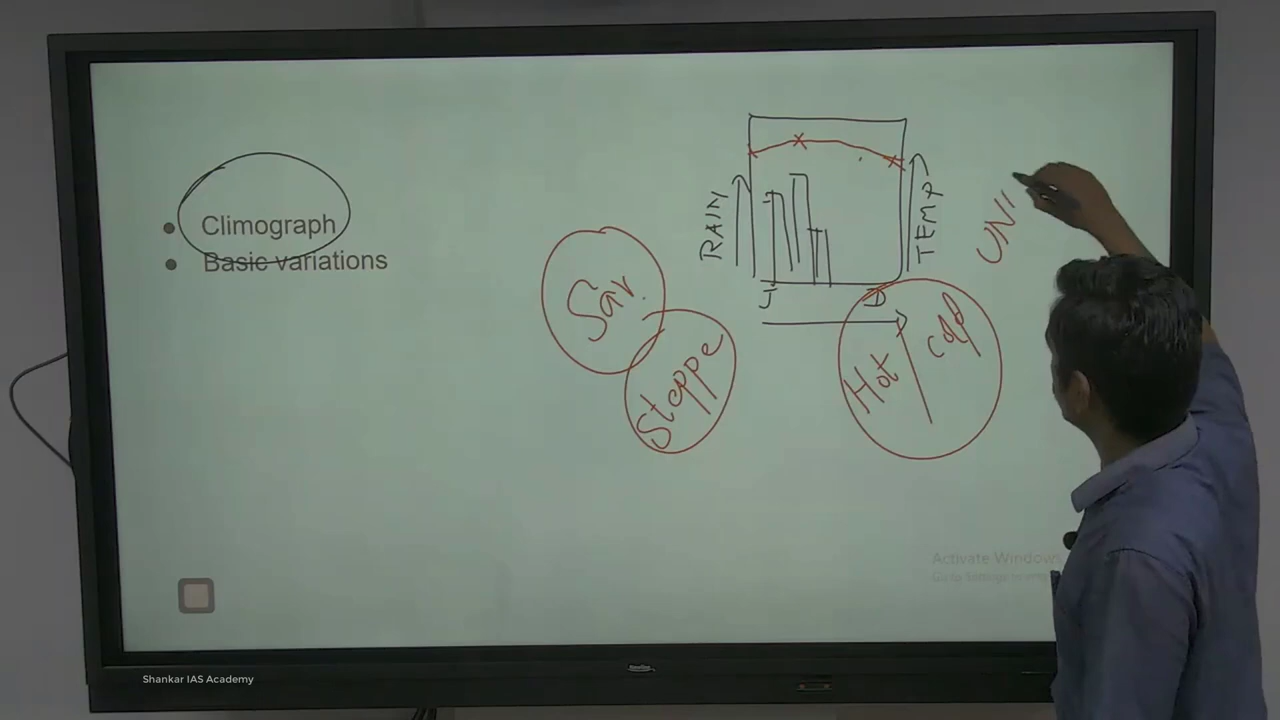 Climograph
Basic variations
RAIN
TEMP
J
D
Sav.
Steppe
Hot
cold
UNI
Activate Windows
Shankar IAS Academy